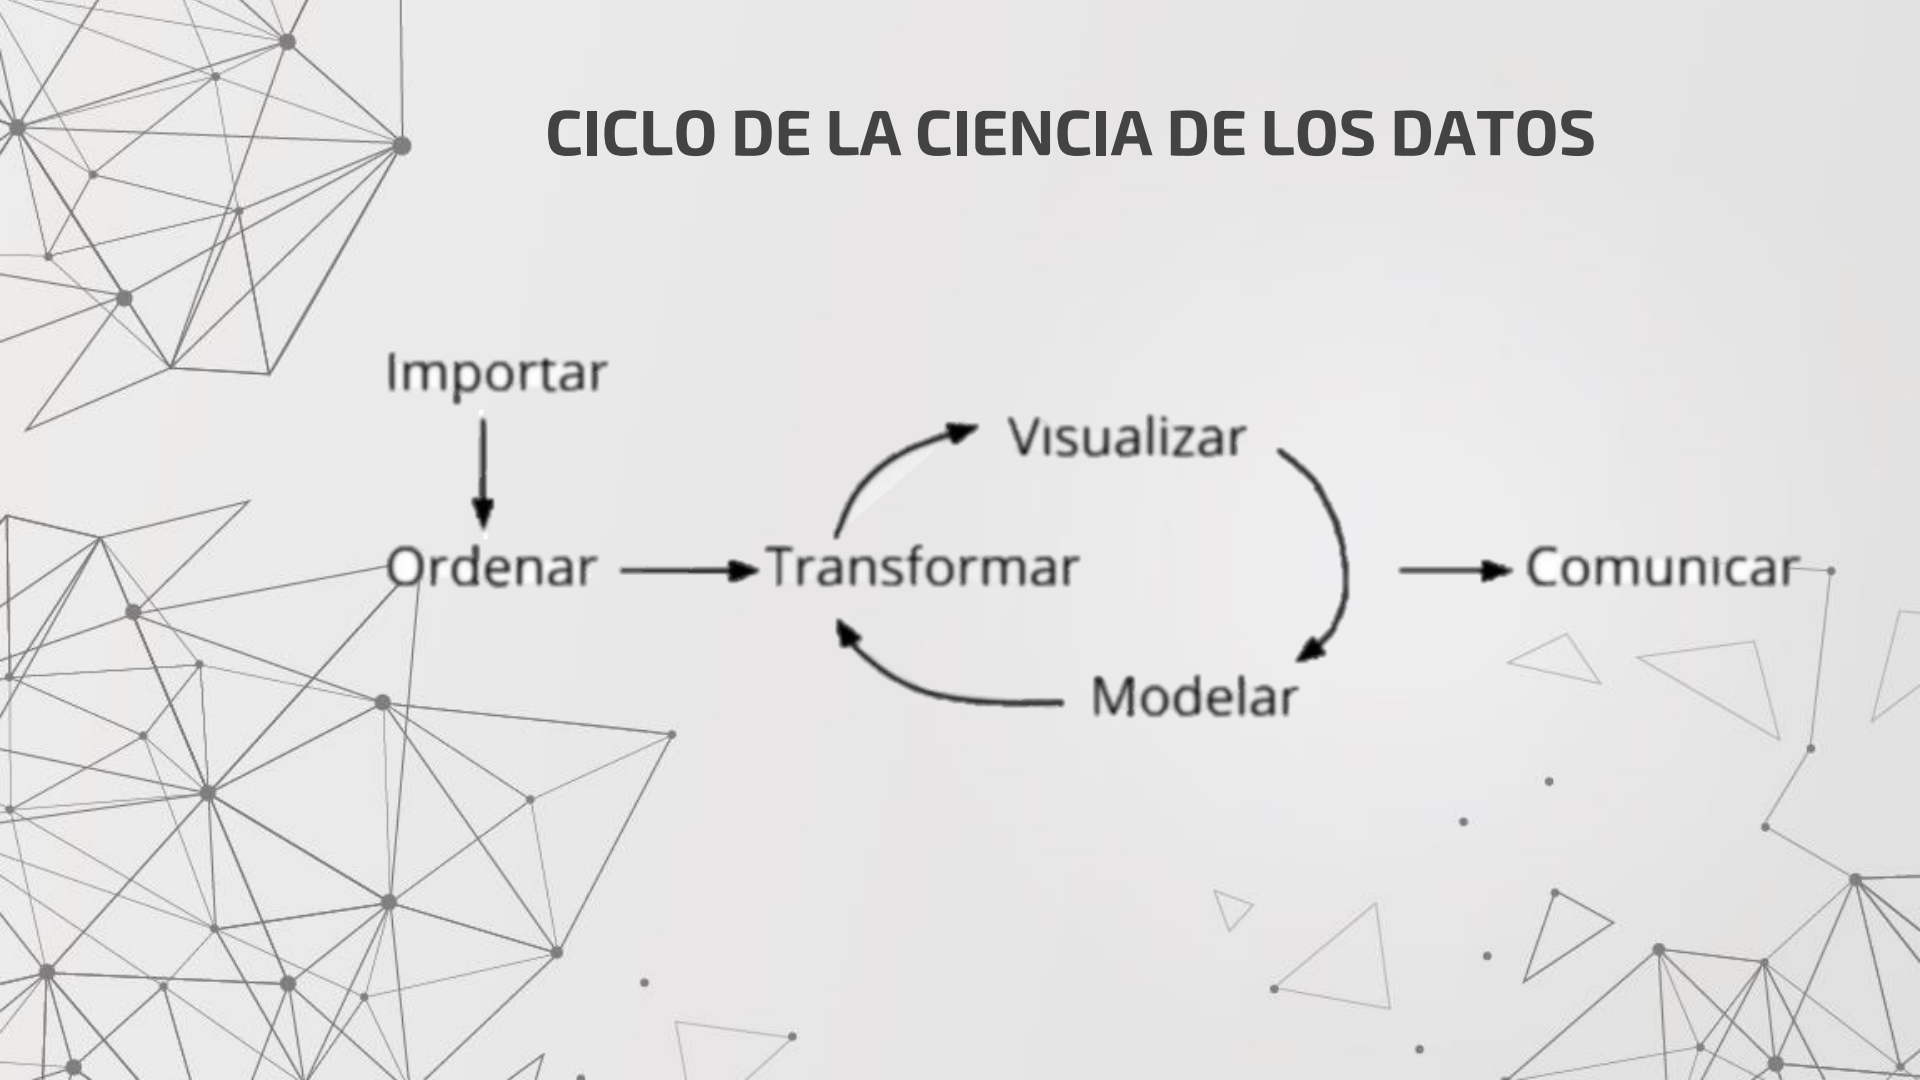 CICLO DE LA CIENCIA DE LOS DATOS
Importar
Visualizar
Ordenar
Transformar
Comunicar
Modelar